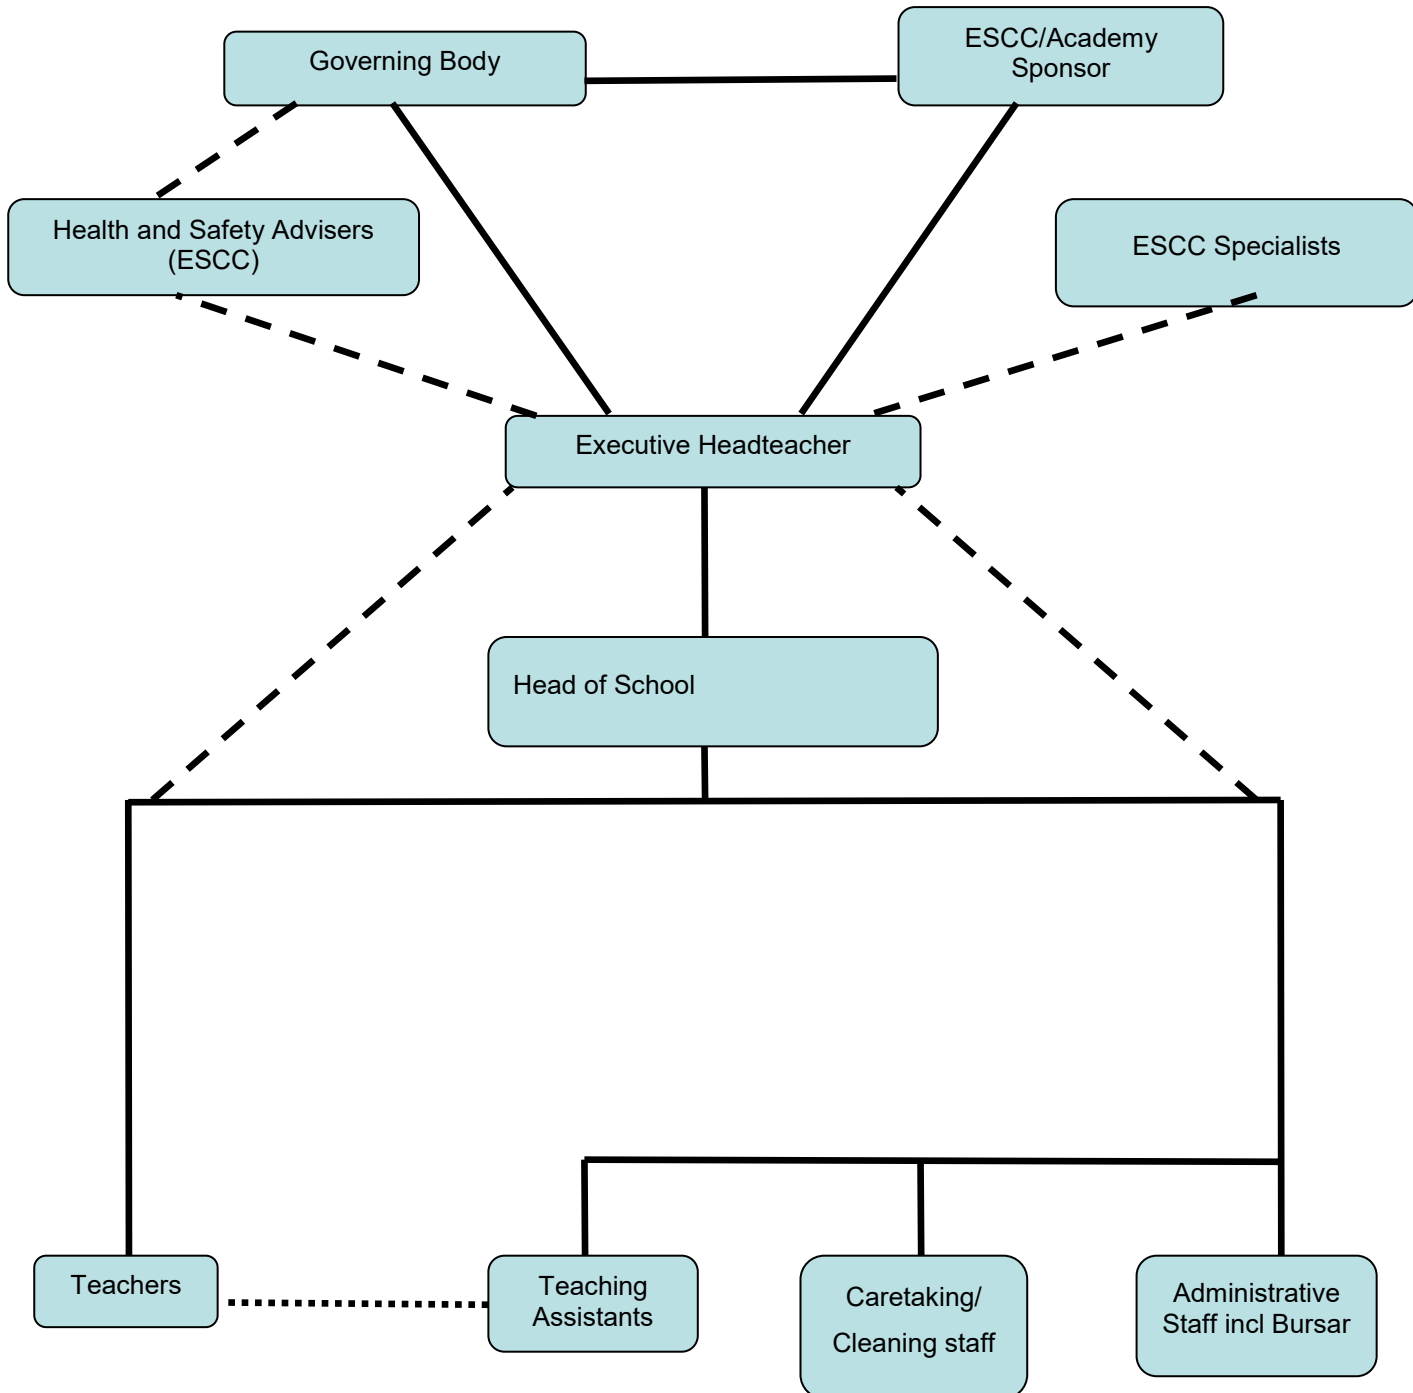 Governing Body
ESCC/Academy
Sponsor
Health and Safety Advisers
(ESCC)
ESCC Specialists
Executive Headteacher
Head of School
Teachers
Teaching
Assistants
Caretaking/
Cleaning staff
Administrative
Staff incl Bursar